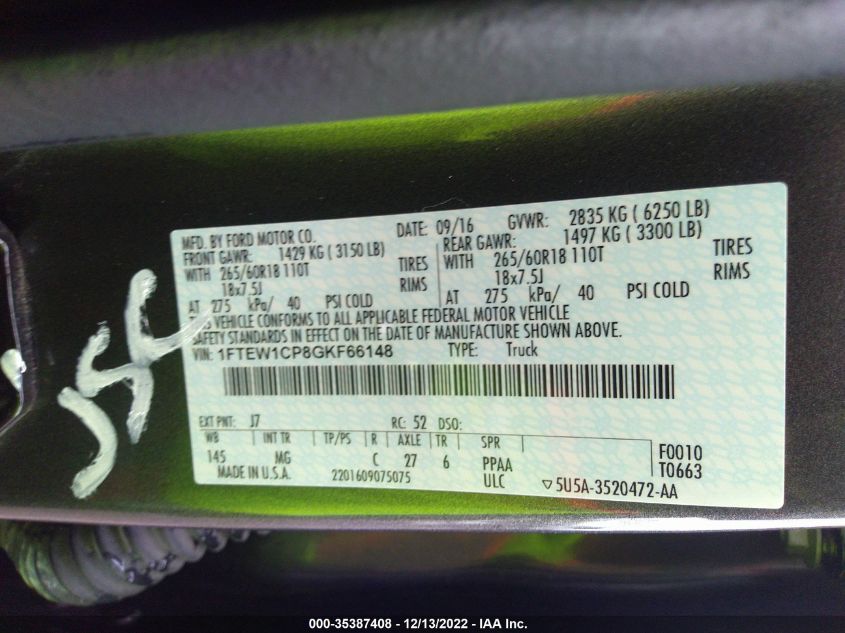 MFD. BY FORD MOTOR CO. DATE: 09/16 GVWR: 2835 KG ( 6250 LB)
FRONT GAWR: 1429 KG ( 3150 LB) REAR GAWR: 1497 KG ( 3300 LB)
WITH 265/60R18 110T TIRES WITH 265/60R18 110T TIRES
18x7.5J RIMS 18x7.5J RIMS
AT 275 kPa/ 40 PSI COLD AT 275 kPa/ 40 PSI COLD
VEHICLE CONFORMS TO ALL APPLICABLE FEDERAL MOTOR VEHICLE
SAFETY STANDARDS IN EFFECT ON THE DATE OF MANUFACTURE SHOWN ABOVE.
VIN: 1FTEW1CP8GKF66148 TYPE: Truck
EXT PNT: J7 RC: 52 DSO:
WB INT TR TP/PS R AXLE TR SPR F0010
145 MG C 27 6 PPAA T0663
MADE IN U.S.A. 2201609075075 ULC ▽5U5A-3520472-AA
000-35387408 - 12/13/2022 - IAA Inc.